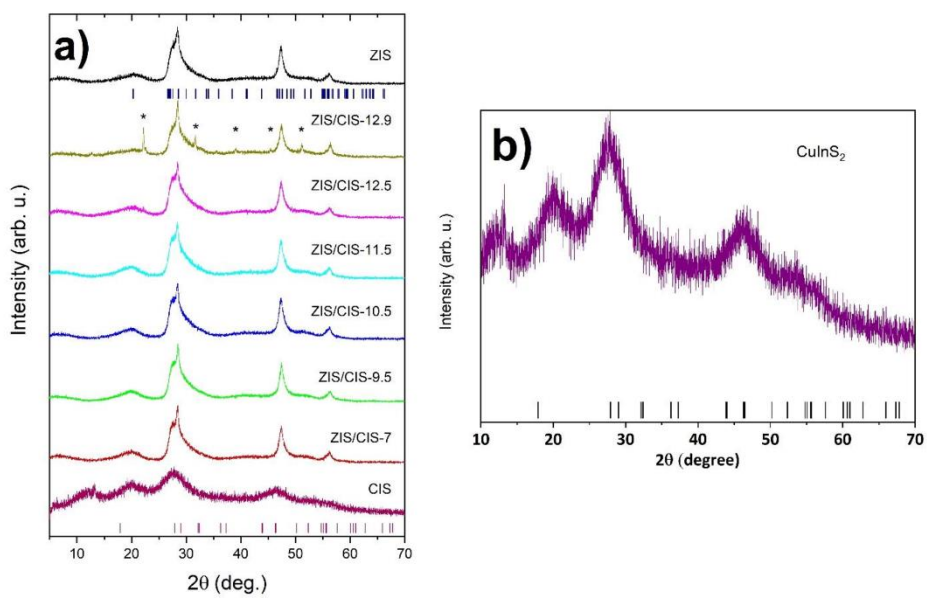 a)
ZIS
ZIS/CIS-12.9
* * * * *
ZIS/CIS-12.5
ZIS/CIS-11.5
ZIS/CIS-10.5
ZIS/CIS-9.5
ZIS/CIS-7
CIS
Intensity (arb. u.)
10 20 30 40 50 60 70
2θ (deg.)
b)
CuInS₂
Intensity (arb. u.)
10 20 30 40 50 60 70
2θ (degree)